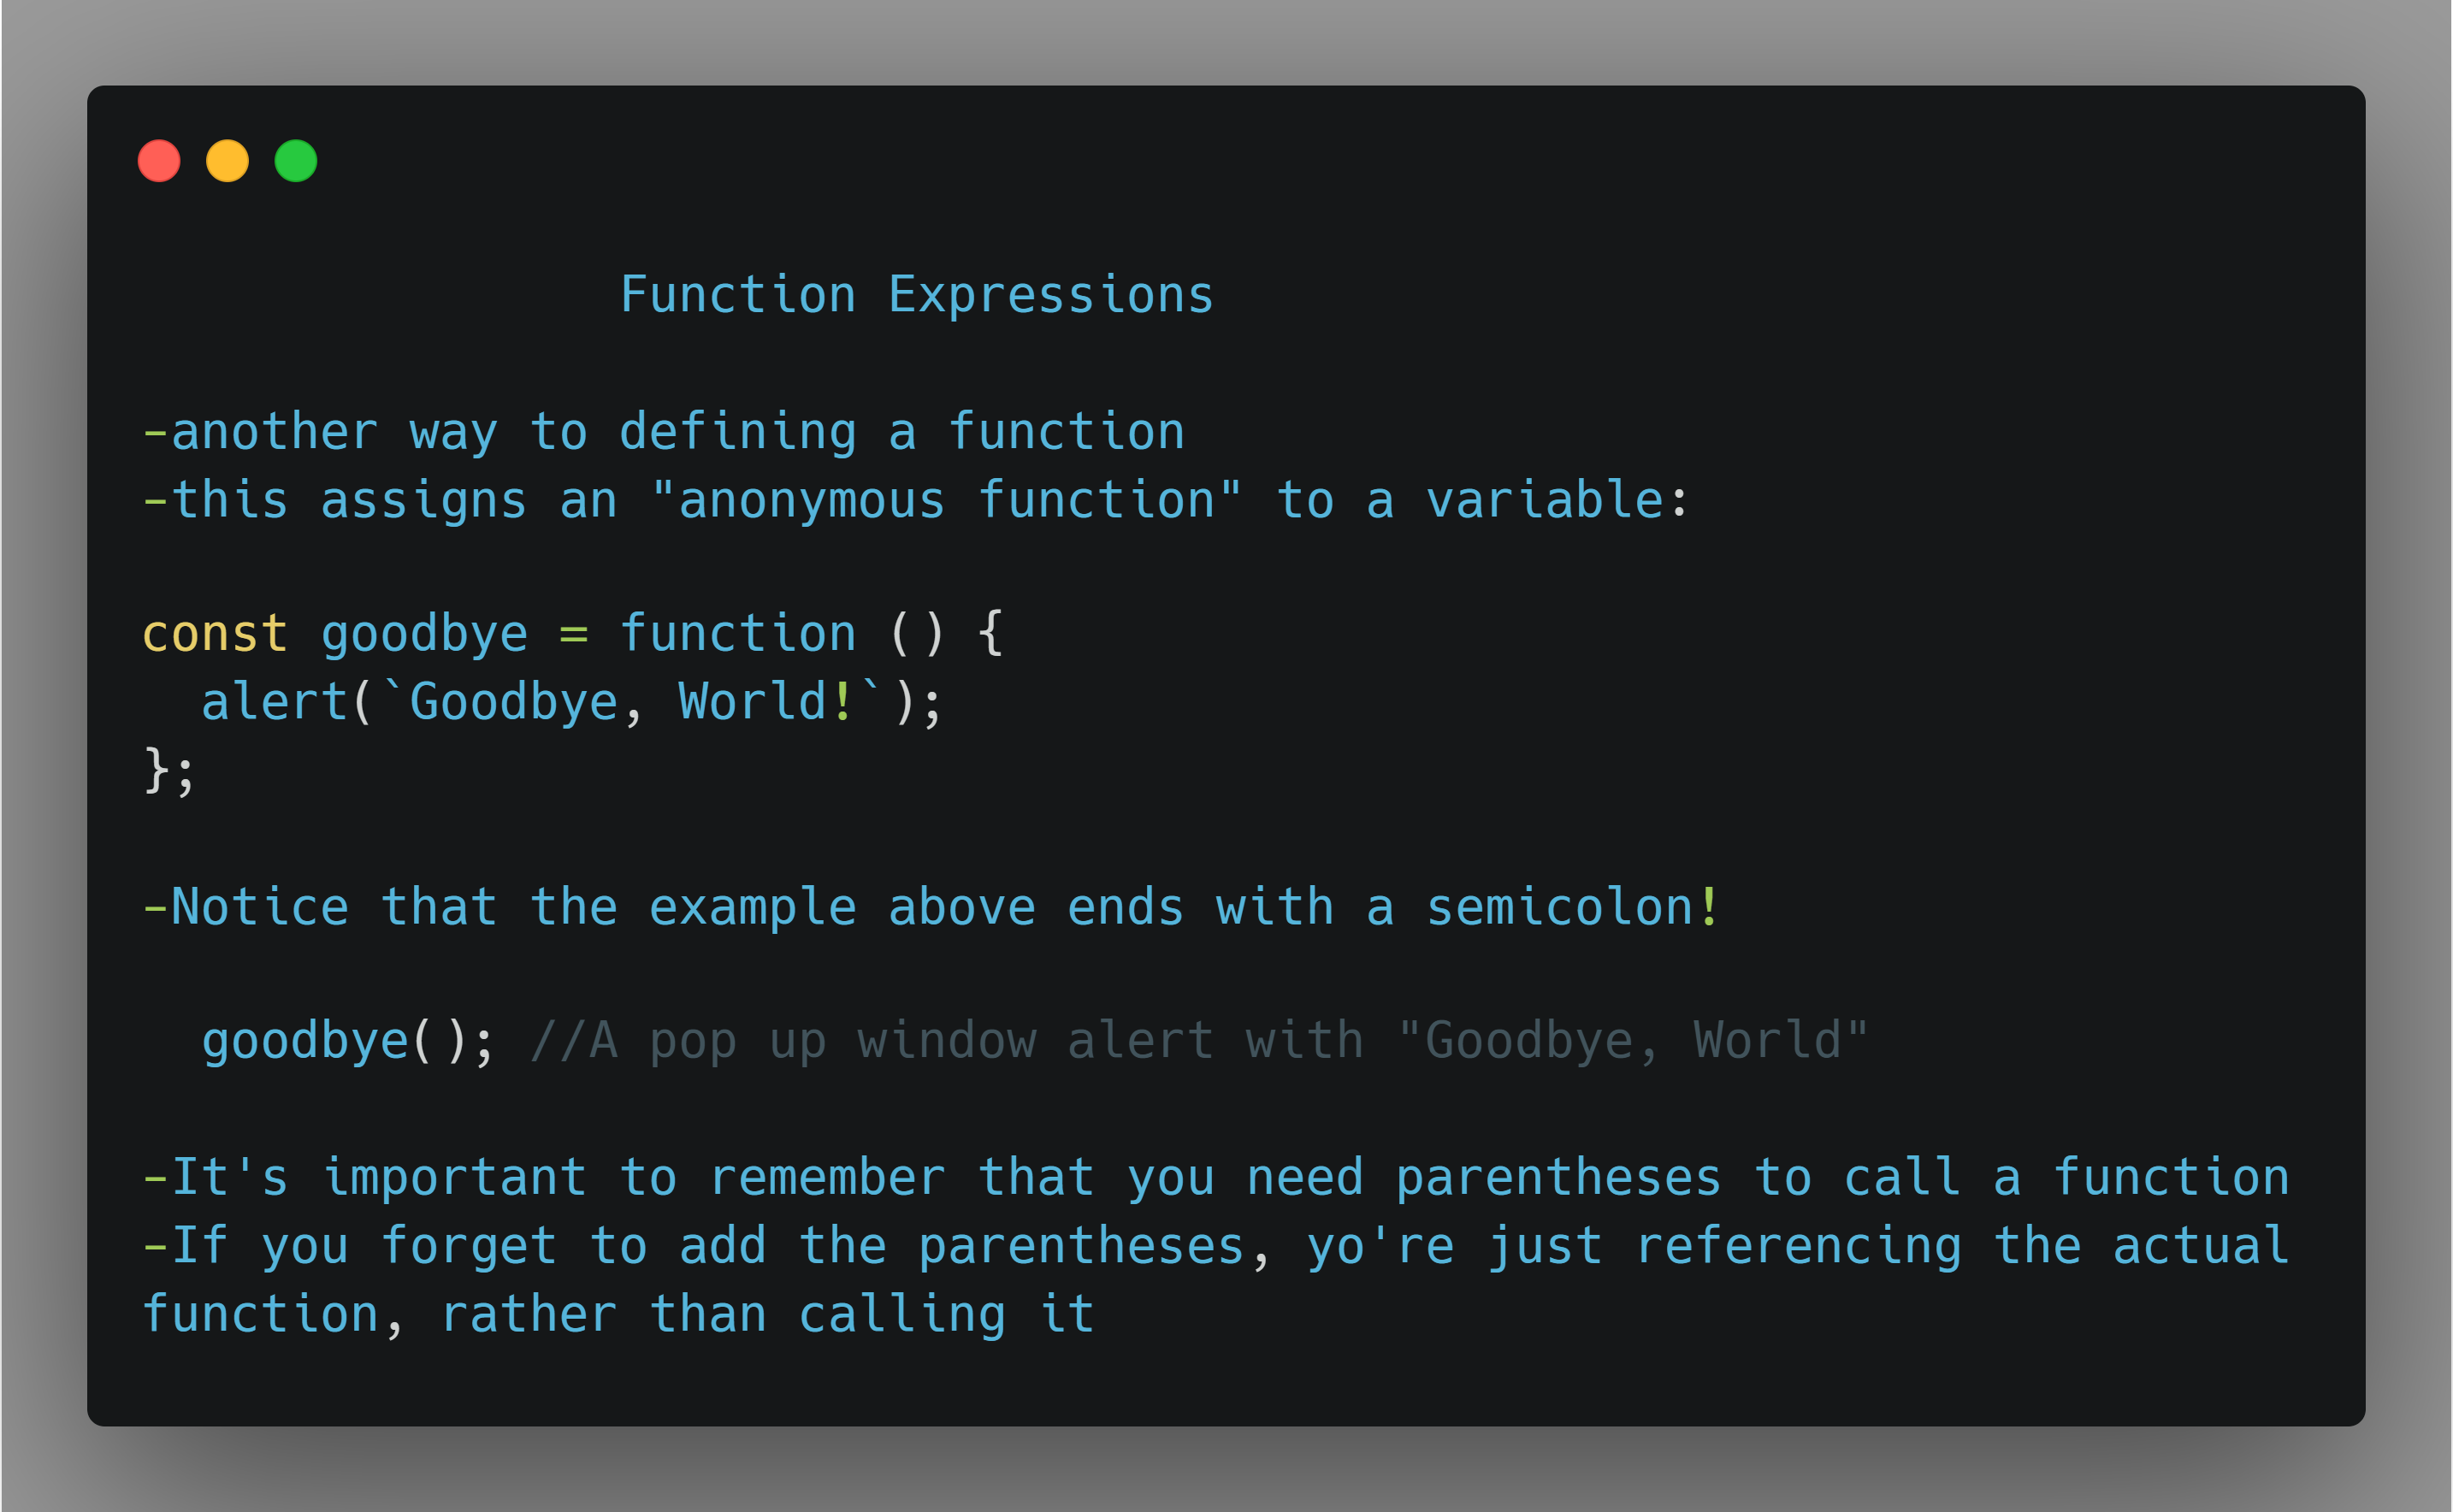 Function Expressions
-another way to defining a function
-this assigns an "anonymous function" to a variable:
const goodbye = function () {
  alert(`Goodbye, World!`);
};
-Notice that the example above ends with a semicolon!
  goodbye(); //A pop up window alert with "Goodbye, World"
-It's important to remember that you need parentheses to call a function
-If you forget to add the parentheses, yo're just referencing the actual
function, rather than calling it